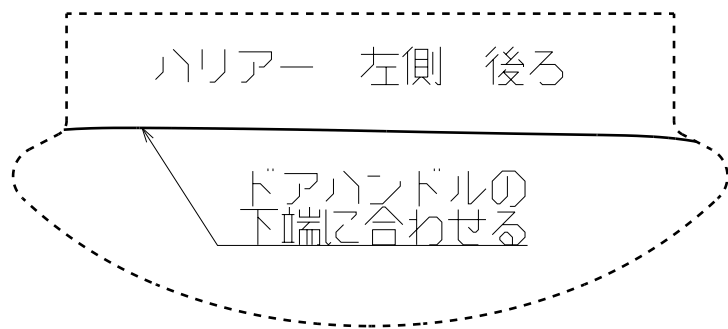 ハリアー　左側　後ろ
ドアハンドルの
下端に合わせる